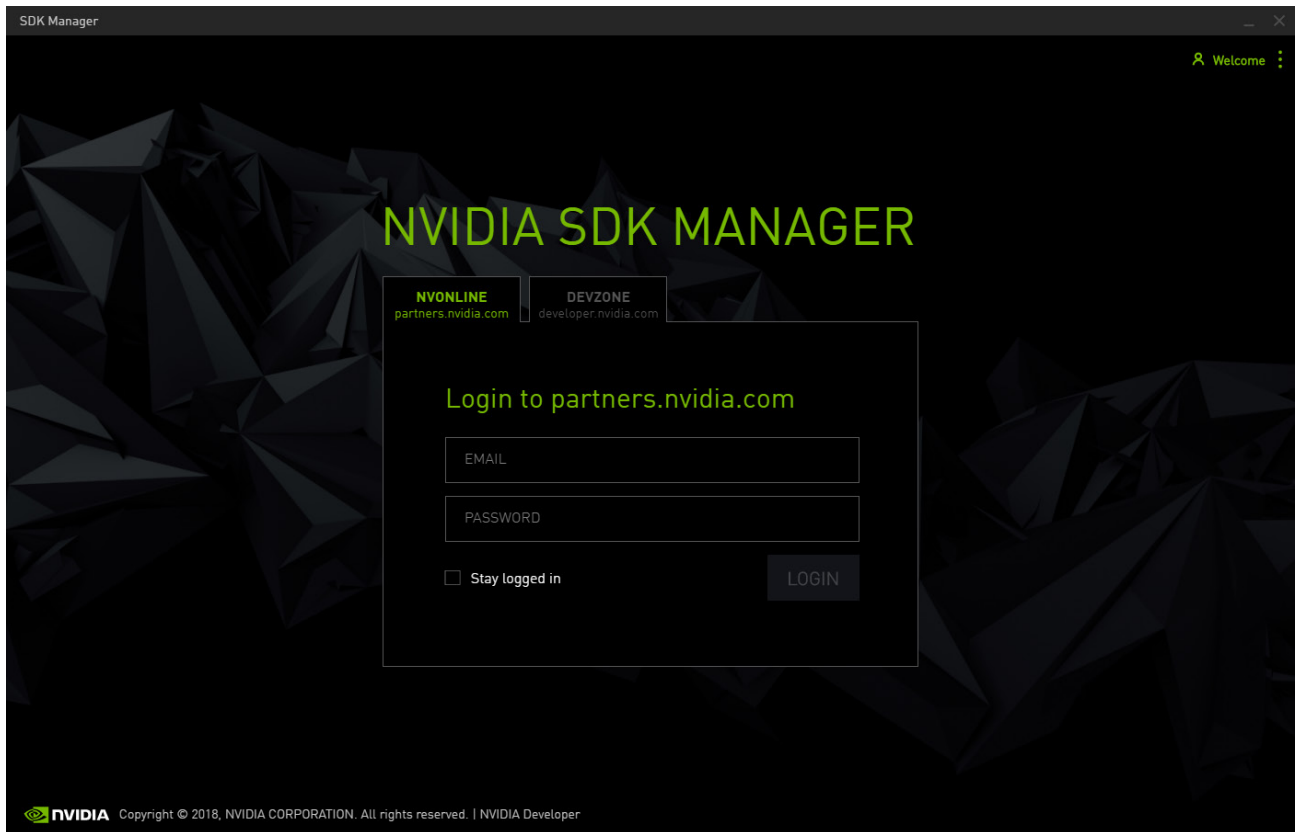 SDK Manager
Welcome
NVIDIA SDK MANAGER
NVONLINE
partners.nvidia.com
DEVZONE
developer.nvidia.com
Login to partners.nvidia.com
EMAIL
PASSWORD
Stay logged in
LOGIN
NVIDIA Copyright © 2018, NVIDIA CORPORATION. All rights reserved. | NVIDIA Developer